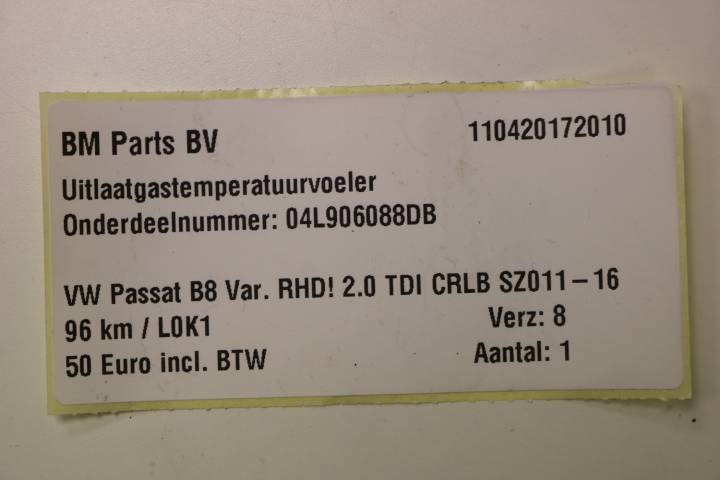 BM Parts BV 110420172010
Uitlaatgastemperatuurvoeler
Onderdeelnummer: 04L906088DB
VW Passat B8 Var. RHD! 2.0 TDI CRLB SZ011-16
96 km / L0K1 Verz: 8
50 Euro incl. BTW Aantal: 1